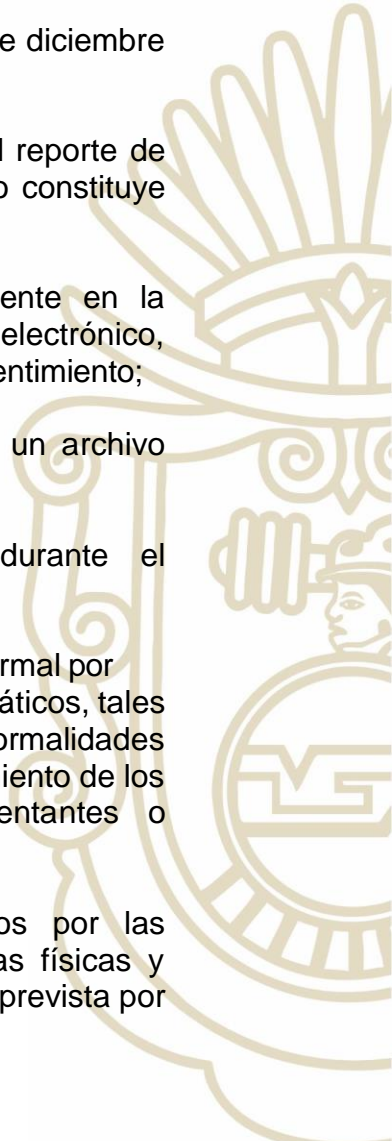 e diciembre
l reporte de
o constituye
ente en la
electrónico,
entimiento;
un archivo
durante el
rmal por
áticos, tales
ormalidades
iento de los
entantes o
os por las
as físicas y
prevista por